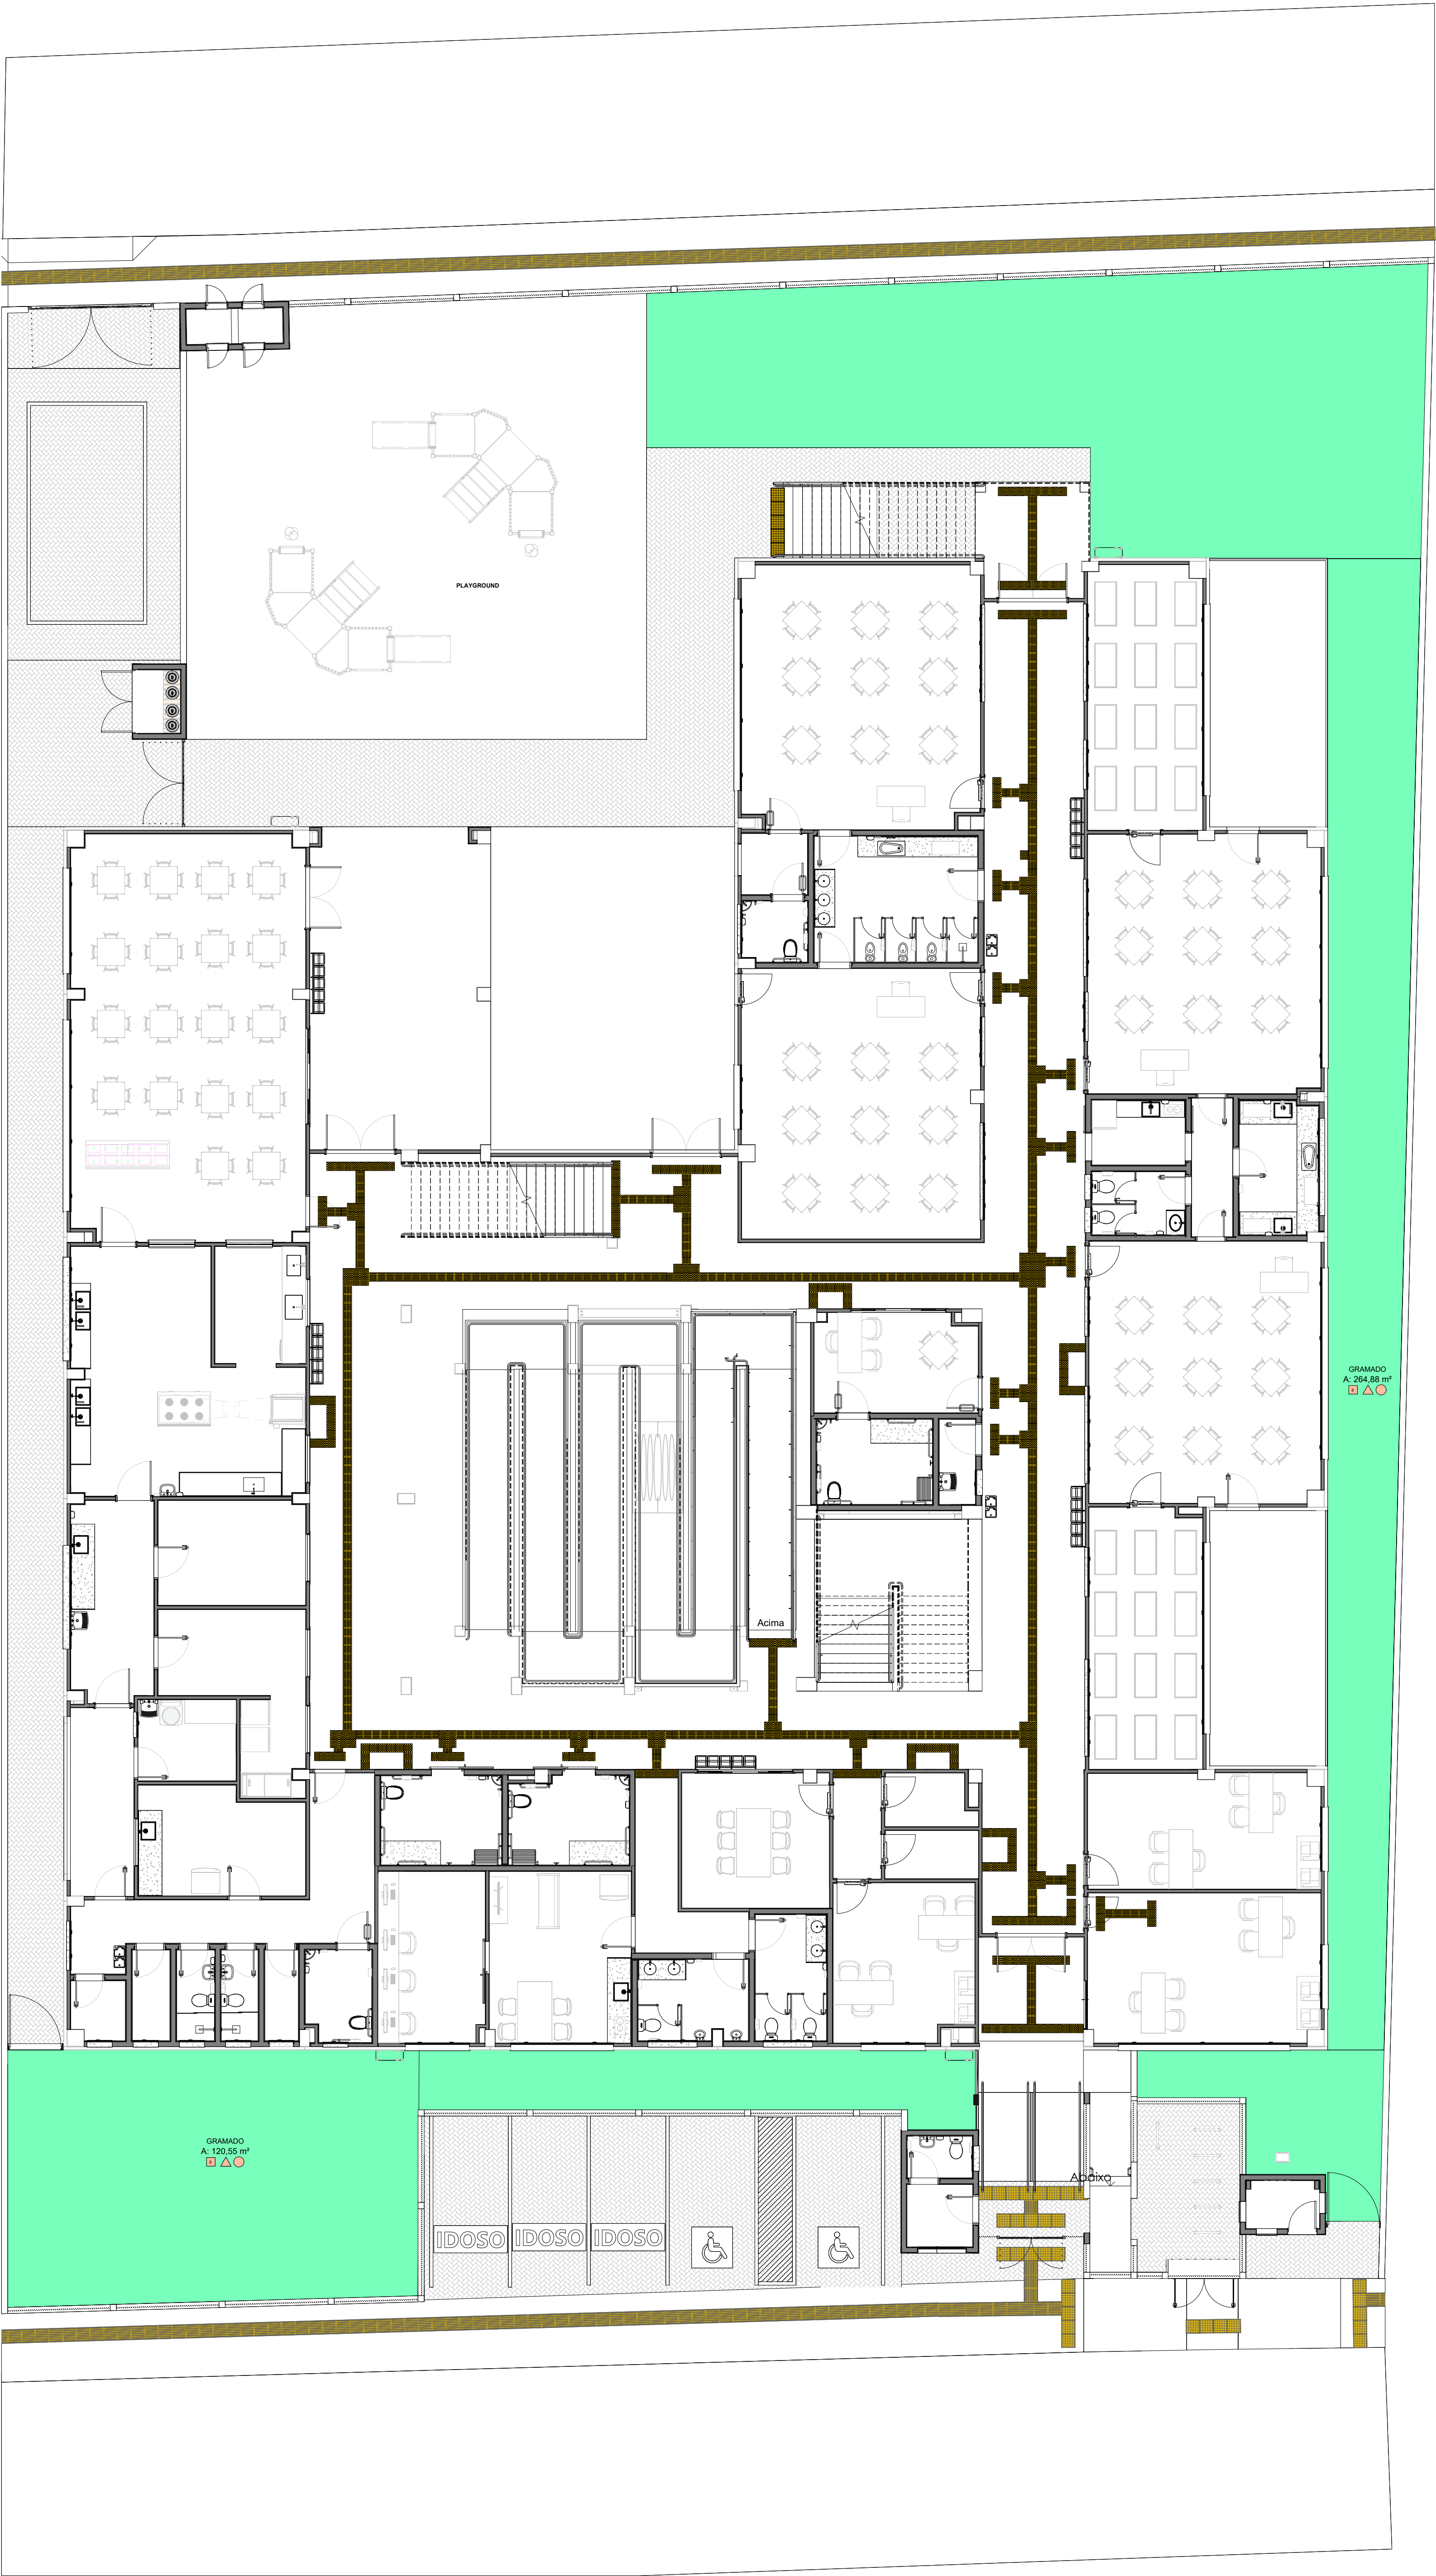 PLAYGROUND
GRAMADO
A: 264,88 m²
Acima
GRAMADO
A: 120,55 m²
Abaixo
IDOSO
IDOSO
IDOSO